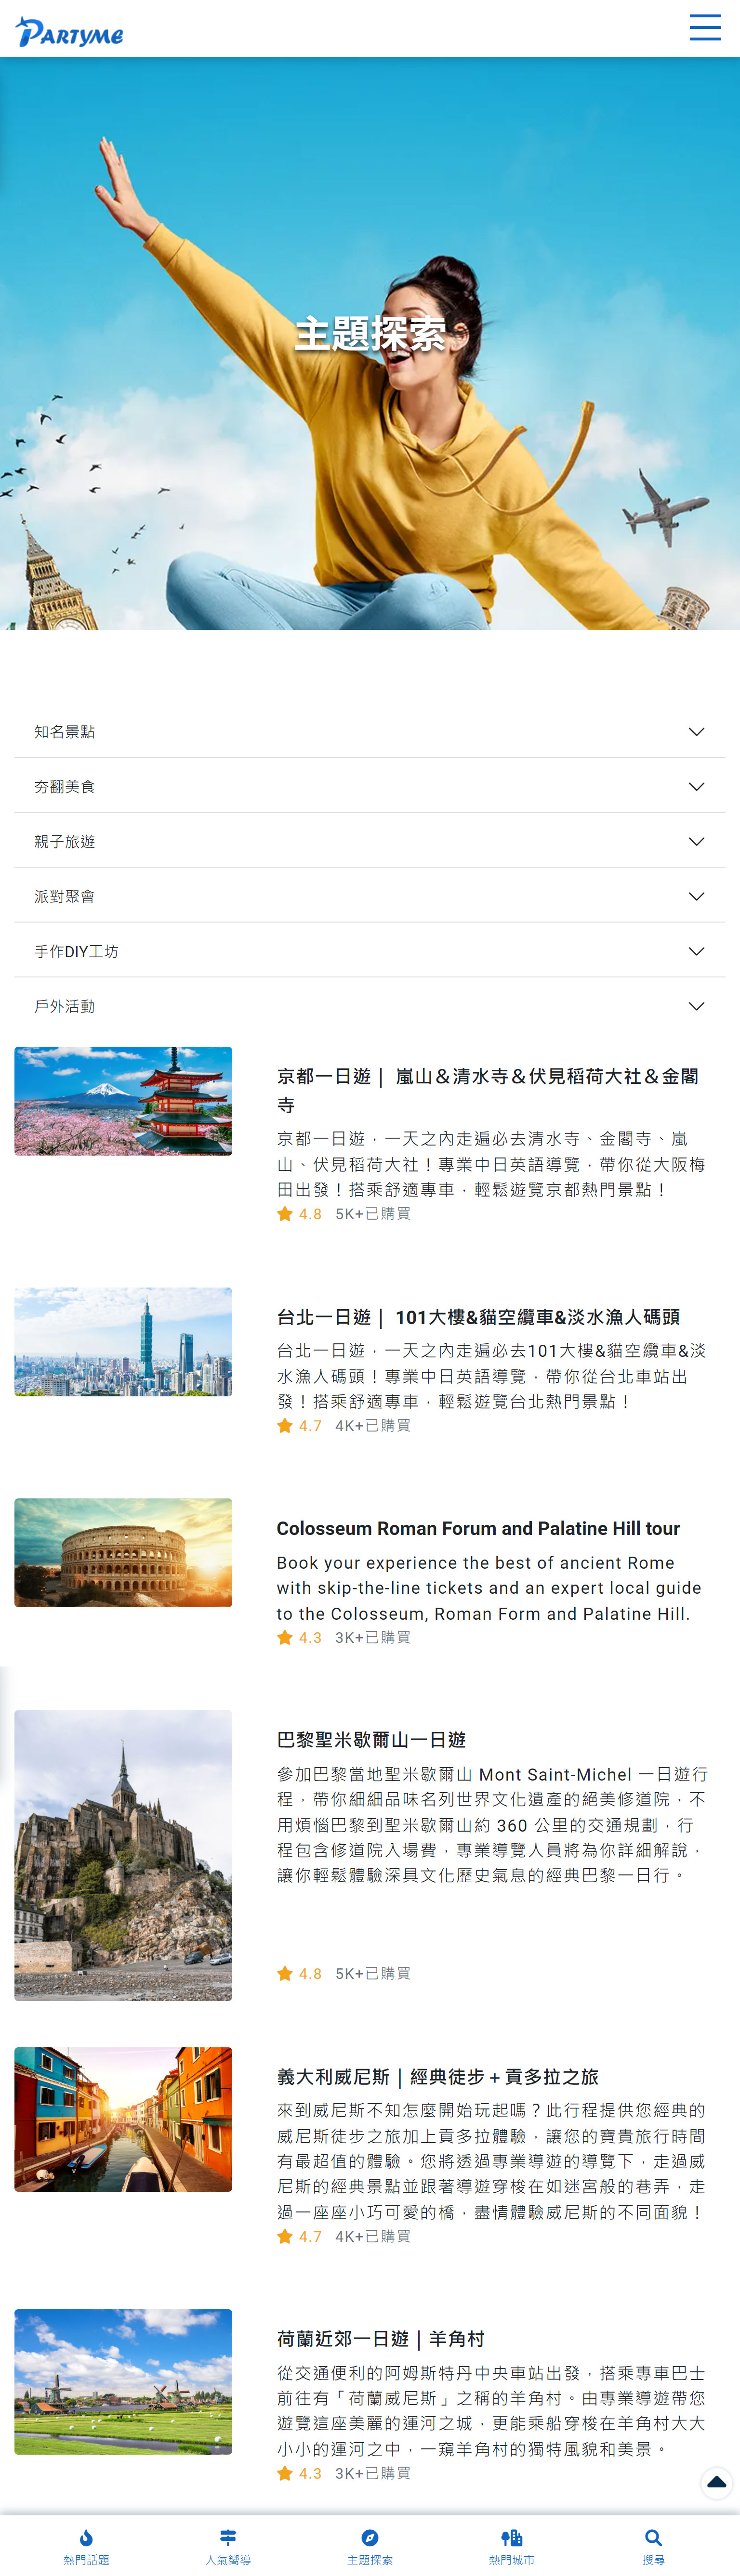 PARTYME
主題探索
知名景點
夯翻美食
親子旅遊
派對聚會
手作DIY工坊
戶外活動
京都一日遊｜ 嵐山＆清水寺＆伏見稻荷大社＆金閣
寺
京都一日遊，一天之內走遍必去清水寺、金閣寺、嵐
山、伏見稻荷大社！專業中日英語導覽，帶你從大阪梅
田出發！搭乘舒適專車，輕鬆遊覽京都熱門景點！
4.8 5K+已購買
台北一日遊｜ 101大樓&貓空纜車&淡水漁人碼頭
台北一日遊，一天之內走遍必去101大樓&貓空纜車&淡
水漁人碼頭！專業中日英語導覽，帶你從台北車站出
發！搭乘舒適專車，輕鬆遊覽台北熱門景點！
4.7 4K+已購買
Colosseum Roman Forum and Palatine Hill tour
Book your experience the best of ancient Rome
with skip-the-line tickets and an expert local guide
to the Colosseum, Roman Form and Palatine Hill.
4.3 3K+已購買
巴黎聖米歇爾山一日遊
參加巴黎當地聖米歇爾山 Mont Saint-Michel 一日遊行
程，帶你細細品味名列世界文化遺產的絕美修道院，不
用煩惱巴黎到聖米歇爾山約 360 公里的交通規劃，行
程包含修道院入場費，專業導覽人員將為你詳細解說，
讓你輕鬆體驗深具文化歷史氣息的經典巴黎一日行。
4.8 5K+已購買
義大利威尼斯｜經典徒步＋貢多拉之旅
來到威尼斯不知怎麼開始玩起嗎？此行程提供您經典的
威尼斯徒步之旅加上貢多拉體驗，讓您的寶貴旅行時間
有最超值的體驗。您將透過專業導遊的導覽下，走過威
尼斯的經典景點並跟著導遊穿梭在如迷宮般的巷弄，走
過一座座小巧可愛的橋，盡情體驗威尼斯的不同面貌！
4.7 4K+已購買
荷蘭近郊一日遊｜羊角村
從交通便利的阿姆斯特丹中央車站出發，搭乘專車巴士
前往有「荷蘭威尼斯」之稱的羊角村。由專業導遊帶您
遊覽這座美麗的運河之城，更能乘船穿梭在羊角村大大
小小的運河之中，一窺羊角村的獨特風貌和美景。
4.3 3K+已購買
熱門話題
人氣嚮導
主題探索
熱門城市
搜尋